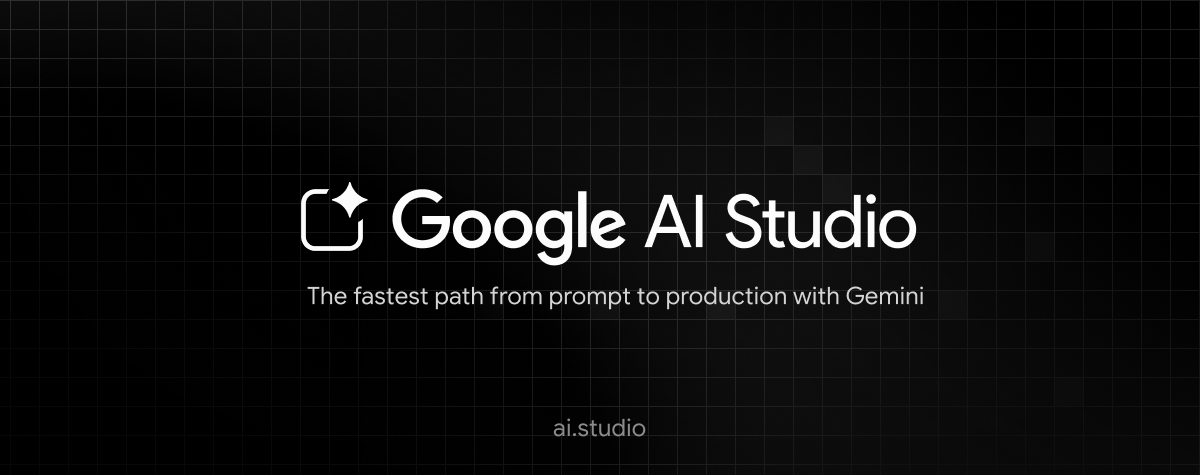 Google AI Studio
The fastest path from prompt to production with Gemini
ai.studio